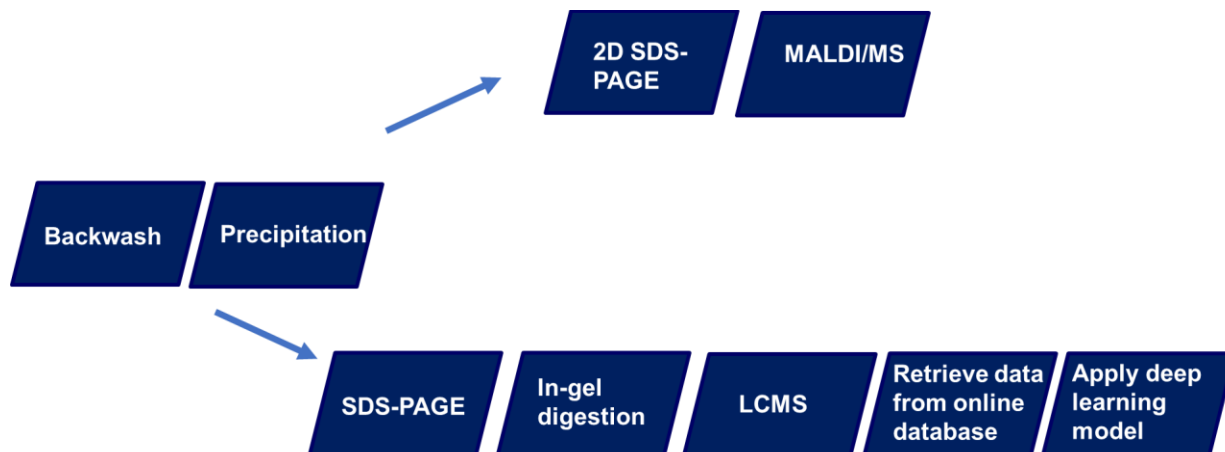 2D SDS-
PAGE
MALDI/MS
Backwash
Precipitation
SDS-PAGE
In-gel
digestion
LCMS
Retrieve data
from online
database
Apply deep
learning
model